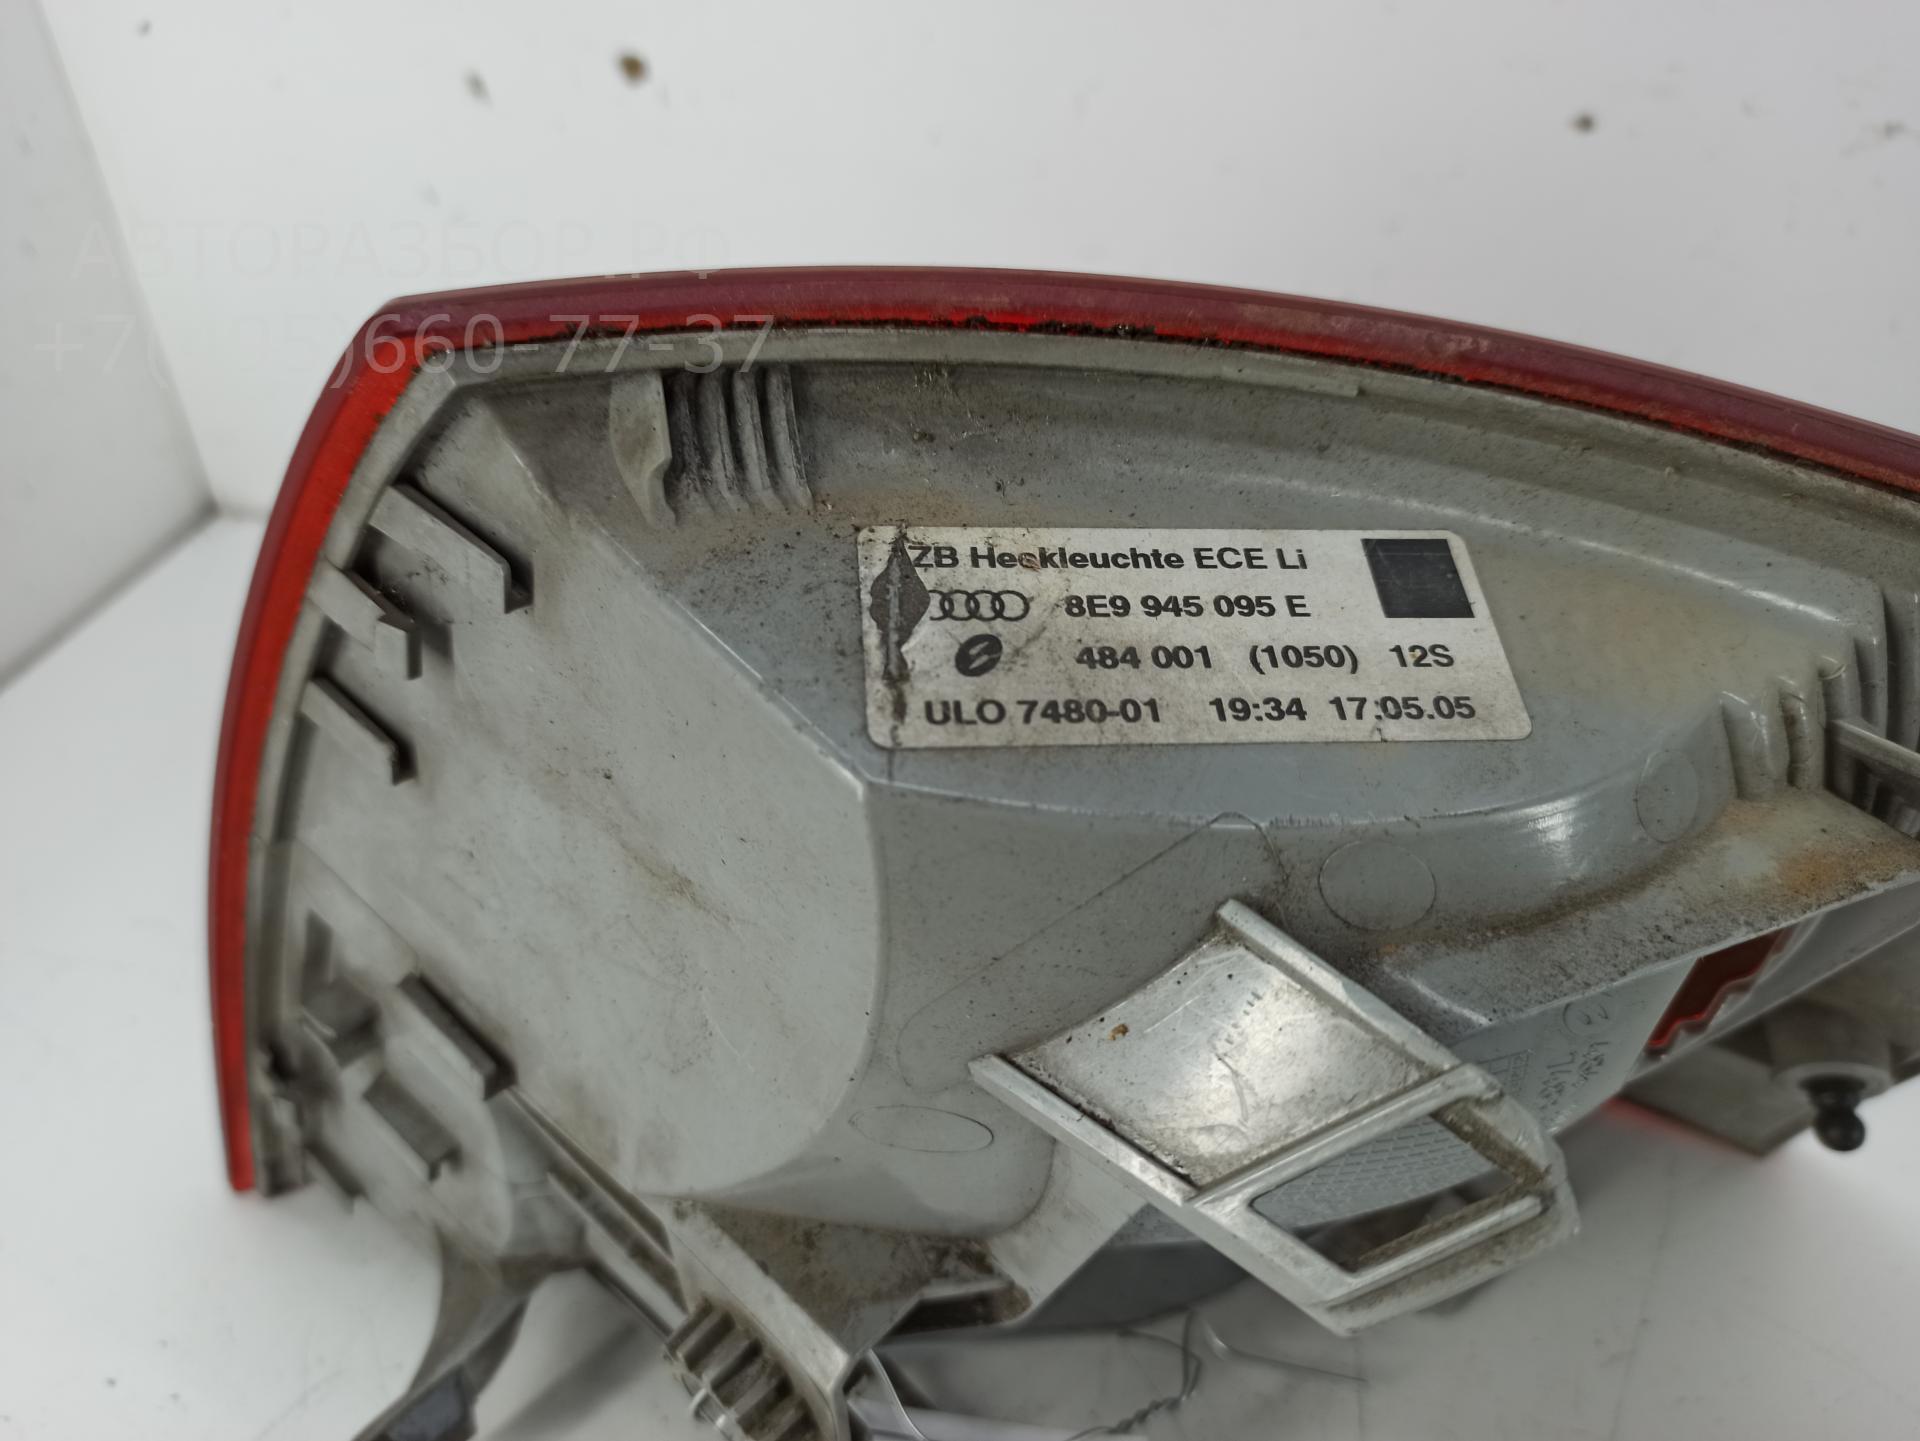 АВТОРАЗБОР.РФ
660-77-37
ZB Heckleuchte ECE Li
8E9 945 095 E
484 001 (1050) 12S
ULO 7480-01 19:34 17.05.05